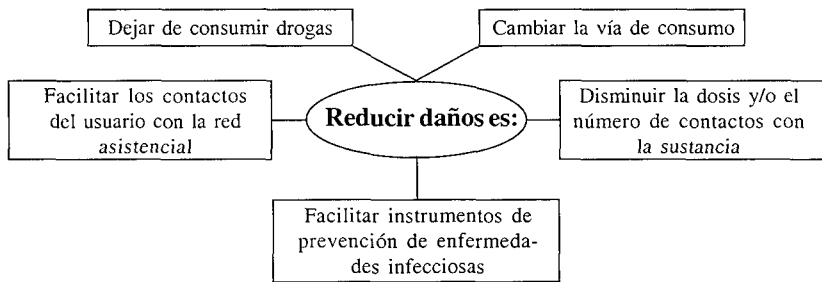 Dejar de consumir drogas
Cambiar la vía de consumo
Facilitar los contactos
del usuario con la red
asistencial
Reducir daños es:
Disminuir la dosis y/o el
número de contactos con
la sustancia
Facilitar instrumentos de
prevención de enfermeda-
des infecciosas